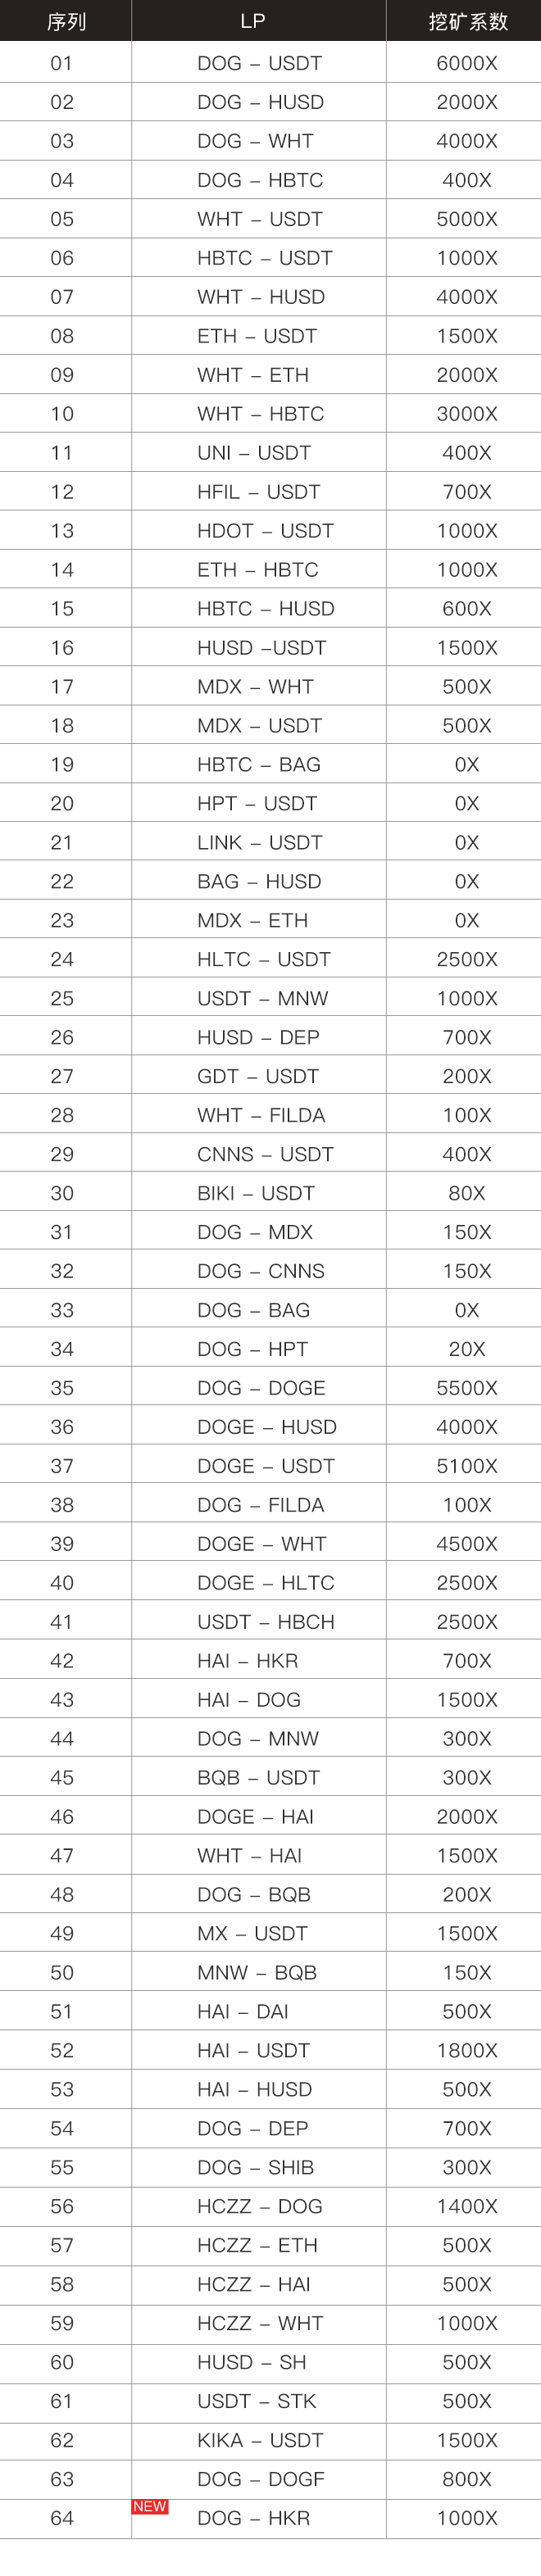 序列 LP 挖矿系数
01 DOG – USDT 6000X
02 DOG – HUSD 2000X
03 DOG – WHT 4000X
04 DOG – HBTC 400X
05 WHT – USDT 5000X
06 HBTC – USDT 1000X
07 WHT – HUSD 4000X
08 ETH – USDT 1500X
09 WHT – ETH 2000X
10 WHT – HBTC 3000X
11 UNI – USDT 400X
12 HFIL – USDT 700X
13 HDOT – USDT 1000X
14 ETH – HBTC 1000X
15 HBTC – HUSD 600X
16 HUSD –USDT 1500X
17 MDX – WHT 500X
18 MDX – USDT 500X
19 HBTC – BAG 0X
20 HPT – USDT 0X
21 LINK – USDT 0X
22 BAG – HUSD 0X
23 MDX – ETH 0X
24 HLTC – USDT 2500X
25 USDT – MNW 1000X
26 HUSD – DEP 700X
27 GDT – USDT 200X
28 WHT – FILDA 100X
29 CNNS – USDT 400X
30 BIKI – USDT 80X
31 DOG – MDX 150X
32 DOG – CNNS 150X
33 DOG – BAG 0X
34 DOG – HPT 20X
35 DOG – DOGE 5500X
36 DOGE – HUSD 4000X
37 DOGE – USDT 5100X
38 DOG – FILDA 100X
39 DOGE – WHT 4500X
40 DOGE – HLTC 2500X
41 USDT – HBCH 2500X
42 HAI – HKR 700X
43 HAI – DOG 1500X
44 DOG – MNW 300X
45 BQB – USDT 300X
46 DOGE – HAI 2000X
47 WHT – HAI 1500X
48 DOG – BQB 200X
49 MX – USDT 1500X
50 MNW – BQB 150X
51 HAI – DAI 500X
52 HAI – USDT 1800X
53 HAI – HUSD 500X
54 DOG – DEP 700X
55 DOG – SHIB 300X
56 HCZZ – DOG 1400X
57 HCZZ – ETH 500X
58 HCZZ – HAI 500X
59 HCZZ – WHT 1000X
60 HUSD – SH 500X
61 USDT – STK 500X
62 KIKA – USDT 1500X
63 DOG – DOGF 800X
NEW
64 DOG – HKR 1000X